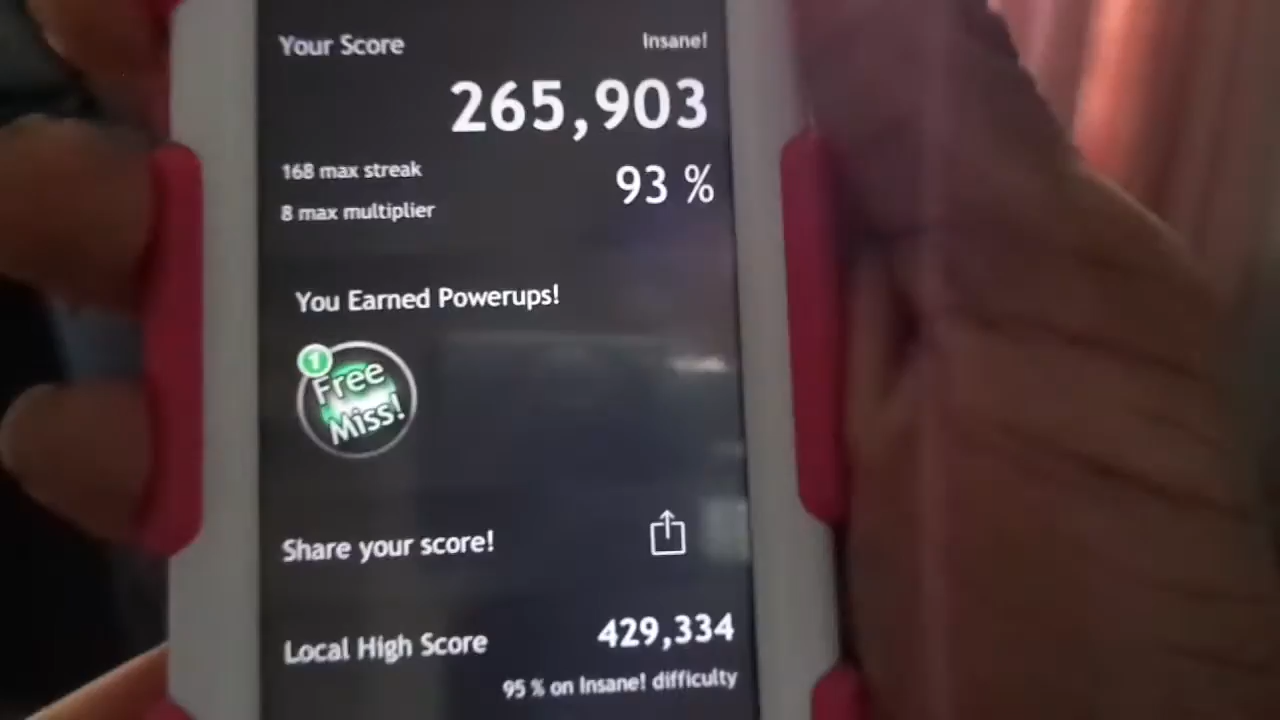 Your Score
Insane!
265,903
168 max streak
93 %
8 max multiplier
You Earned Powerups!
1
Free
Miss!
Share your score!
Local High Score
429,334
95 % on Insane! difficulty